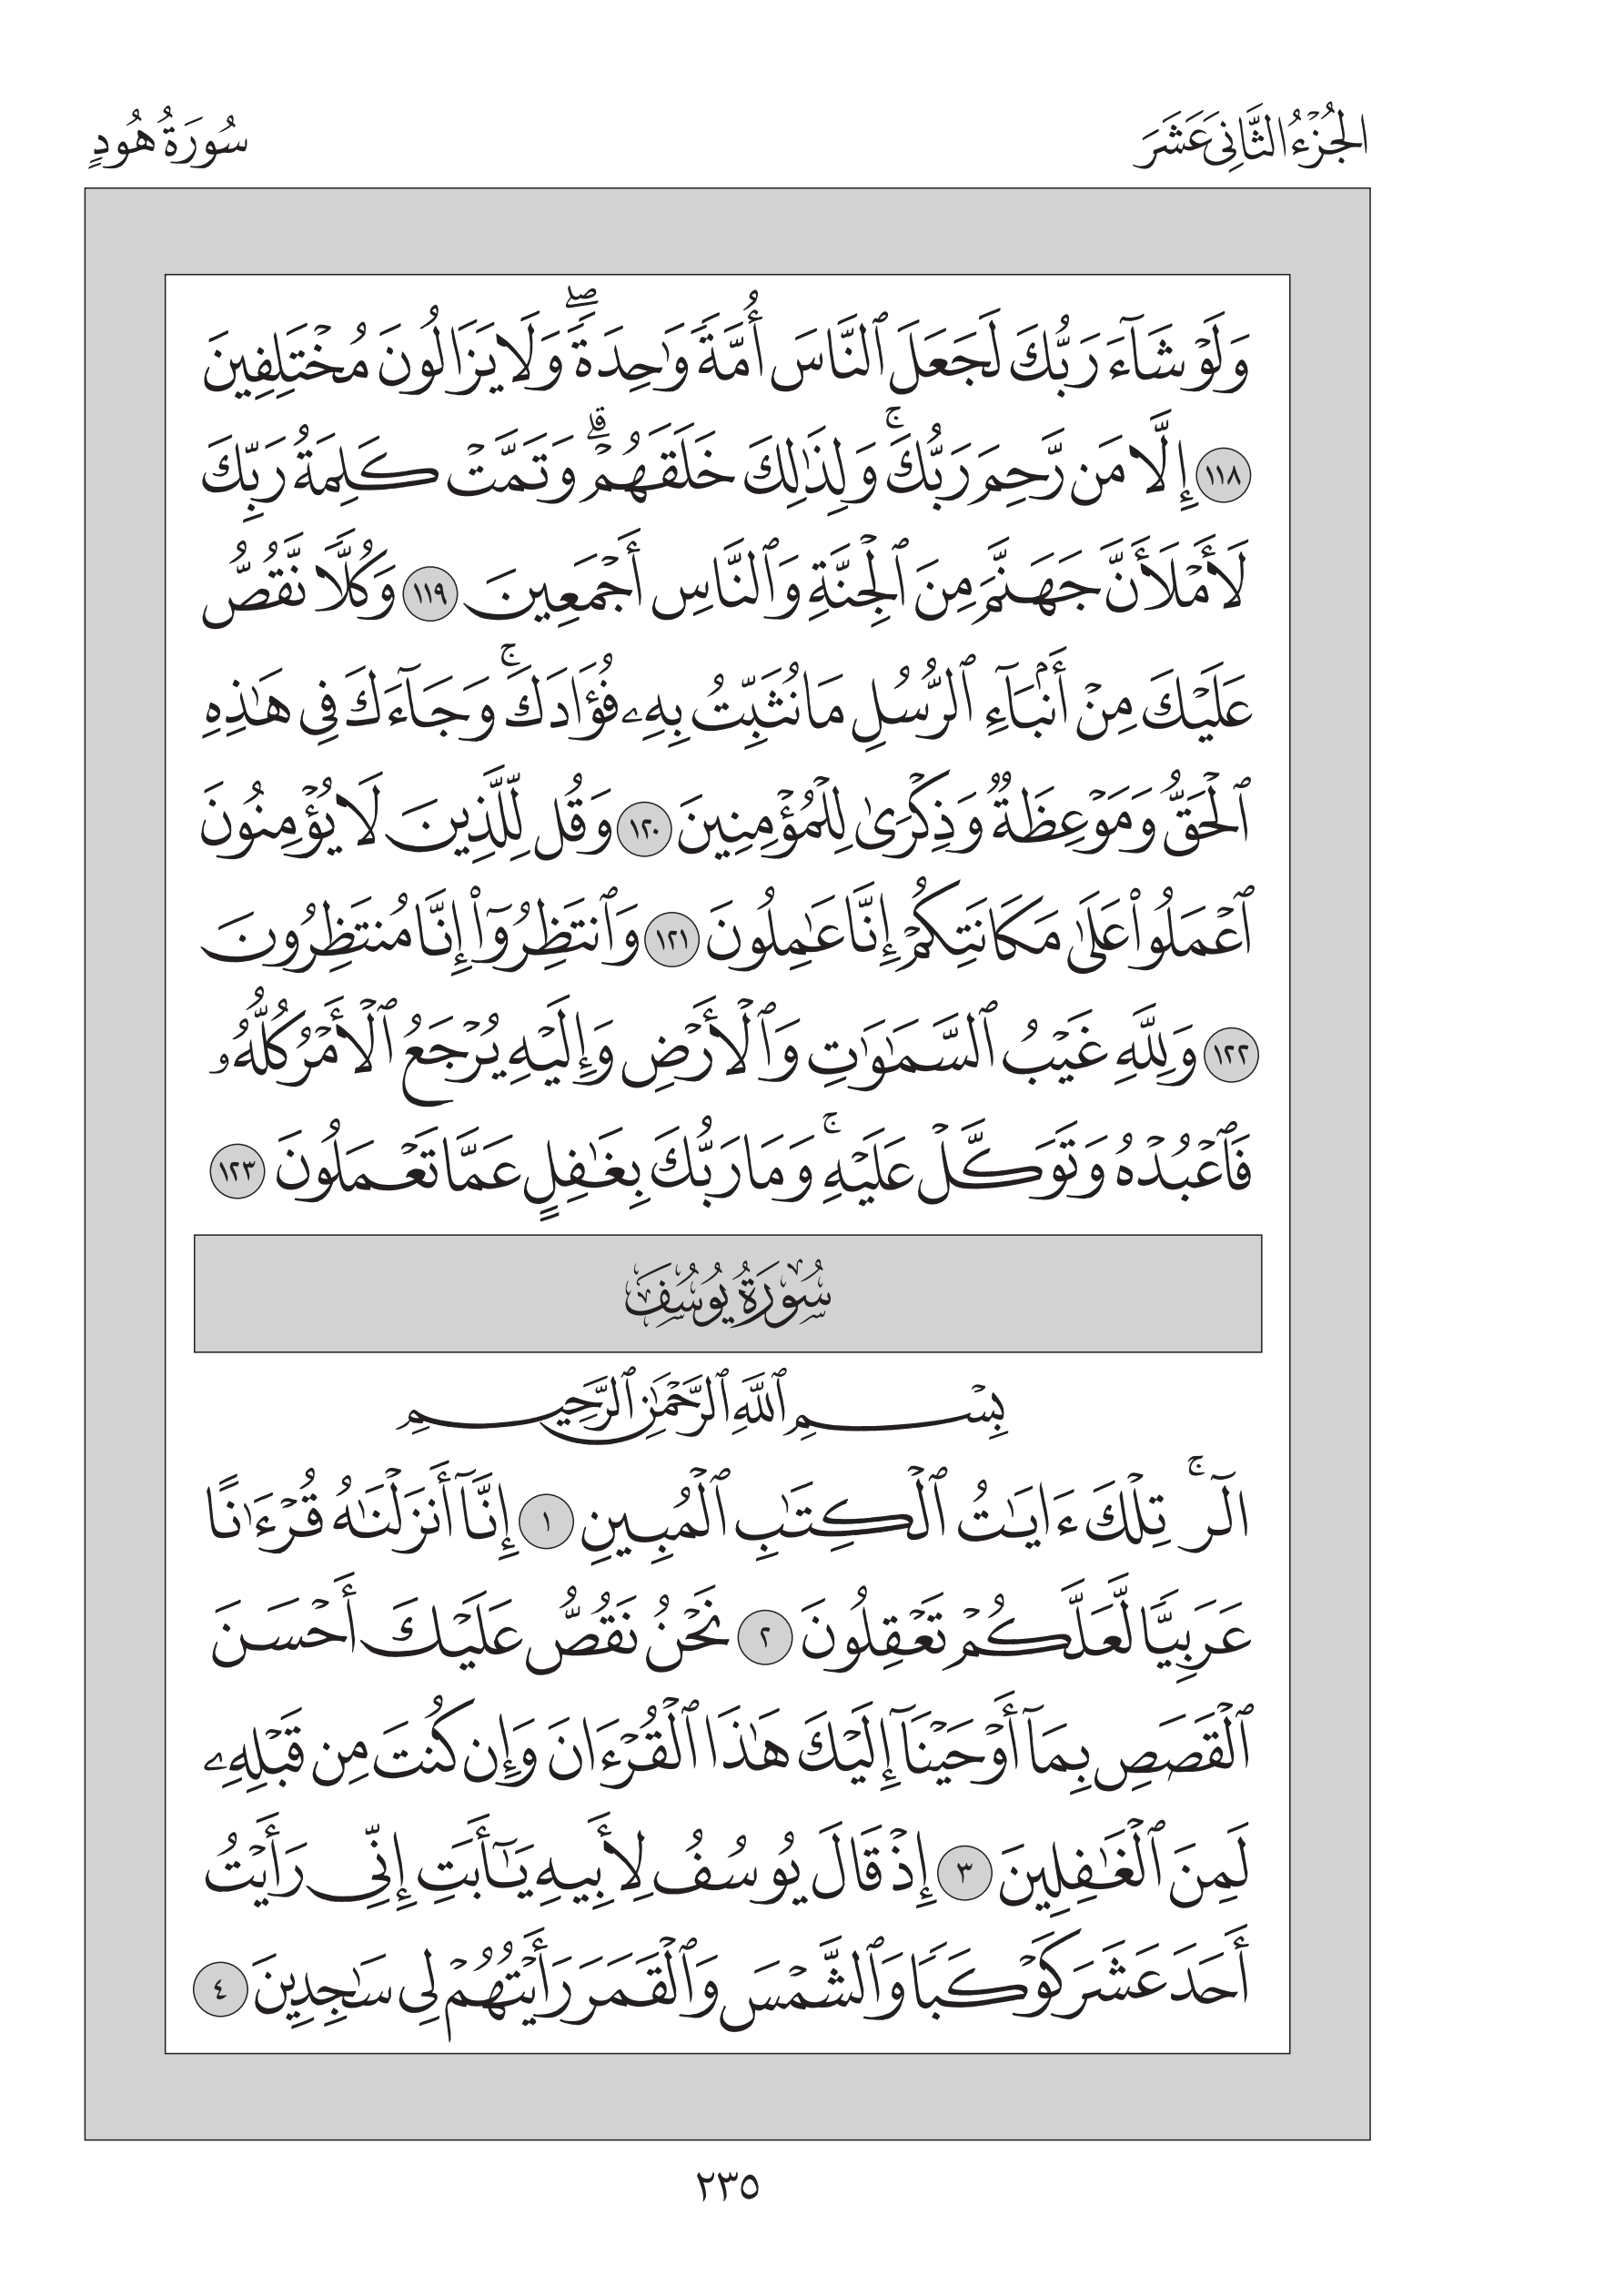 الجُزْءُ الثَّانِي عَشَرَ
سُورَةُ هُودٍ
وَلَوْ شَآءَ رَبُّكَ لَجَعَلَ ٱلنَّاسَ أُمَّةً وَٰحِدَةًۖ وَلَا يَزَالُونَ مُخْتَلِفِينَ
١١٨ إِلَّا مَن رَّحِمَ رَبُّكَۚ وَلِذَٰلِكَ خَلَقَهُمْۗ وَتَمَّتْ كَلِمَةُ رَبِّكَ
لَأَمْلَأَنَّ جَهَنَّمَ مِنَ ٱلْجِنَّةِ وَٱلنَّاسِ أَجْمَعِينَ ١١٩ وَكُلًّا نَّقُصُّ
عَلَيْكَ مِنْ أَنۢبَآءِ ٱلرُّسُلِ مَا نُثَبِّتُ بِهِۦ فُؤَادَكَۚ وَجَآءَكَ فِى هَٰذِهِ
ٱلْحَقُّ وَمَوْعِظَةٌ وَذِكْرَىٰ لِلْمُؤْمِنِينَ ١٢٠ وَقُل لِّلَّذِينَ لَا يُؤْمِنُونَ
ٱعْمَلُوا۟ عَلَىٰ مَكَانَتِكُمْ إِنَّا عَٰمِلُونَ ١٢١ وَٱنتَظِرُوٓا۟ إِنَّا مُنتَظِرُونَ
١٢٢ وَلِلَّهِ غَيْبُ ٱلسَّمَٰوَٰتِ وَٱلْأَرْضِ وَإِلَيْهِ يُرْجَعُ ٱلْأَمْرُ كُلُّهُۥ
فَٱعْبُدْهُ وَتَوَكَّلْ عَلَيْهِۚ وَمَا رَبُّكَ بِغَٰفِلٍ عَمَّا تَعْمَلُونَ ١٢٣
سُورَةُ يُوسُفَ
بِسْمِ ٱللَّهِ ٱلرَّحْمَٰنِ ٱلرَّحِيمِ
الٓرۚ تِلْكَ ءَايَٰتُ ٱلْكِتَٰبِ ٱلْمُبِينِ ١ إِنَّآ أَنزَلْنَٰهُ قُرْءَٰنًا
عَرَبِيًّا لَّعَلَّكُمْ تَعْقِلُونَ ٢ نَحْنُ نَقُصُّ عَلَيْكَ أَحْسَنَ
ٱلْقَصَصِ بِمَآ أَوْحَيْنَآ إِلَيْكَ هَٰذَا ٱلْقُرْءَانَ وَإِن كُنتَ مِن قَبْلِهِۦ
لَمِنَ ٱلْغَٰفِلِينَ ٣ إِذْ قَالَ يُوسُفُ لِأَبِيهِ يَٰٓأَبَتِ إِنِّى رَأَيْتُ
أَحَدَ عَشَرَ كَوْكَبًا وَٱلشَّمْسَ وَٱلْقَمَرَ رَأَيْتُهُمْ لِى سَٰجِدِينَ ٤
٢٣٥